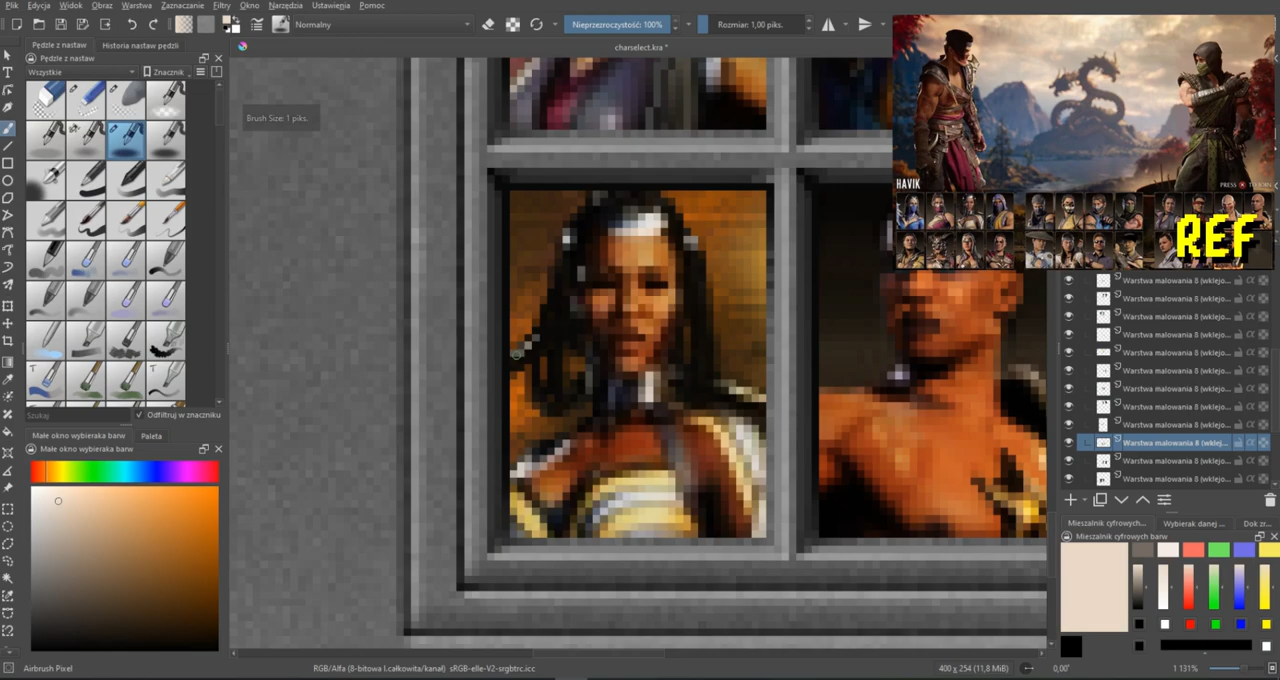 Plik Edycja Widok Obraz Warstwa Zaznaczanie Filtry Okno Narzędzia Ustawienia Pomoc
Normalny
Nieprzezroczystość: 100%
Rozmiar: 1,00 piks.
Pędzle z nastaw
Historia nastaw pędzli
charselect.kra *
Pędzle z nastaw
Wszystkie
Znacznik
Brush Size: 1 piks.
HAVIK
REF
T
T
Szukaj
Odfiltruj w znaczniku
Małe okno wybieraka barw
Paleta
Małe okno wybieraka barw
Warstwa malowania 8 (wklejo...
Warstwa malowania 8 (wklejo...
Warstwa malowania 8 (wklejo...
Warstwa malowania 8 (wklejo...
Warstwa malowania 8 (wklejo...
Warstwa malowania 8 (wklejo...
Warstwa malowania 8 (wklejo...
Warstwa malowania 8 (wklejo...
Warstwa malowania 8 (wklejo...
Warstwa malowania 8 (wklej...
Warstwa malowania 8 (wklejo...
Warstwa malowania 8 (wklejo...
Mieszalnik cyfrowych...
Wybierak danej ...
Dok zr...
Mieszalnik cyfrowych barw
Airbrush Pixel
RGB/Alfa (8-bitowa l.całkowita/kanał) sRGB-elle-V2-srgbtrc.icc
400 x 254 (11,8 MiB)
0,00°
1 131%